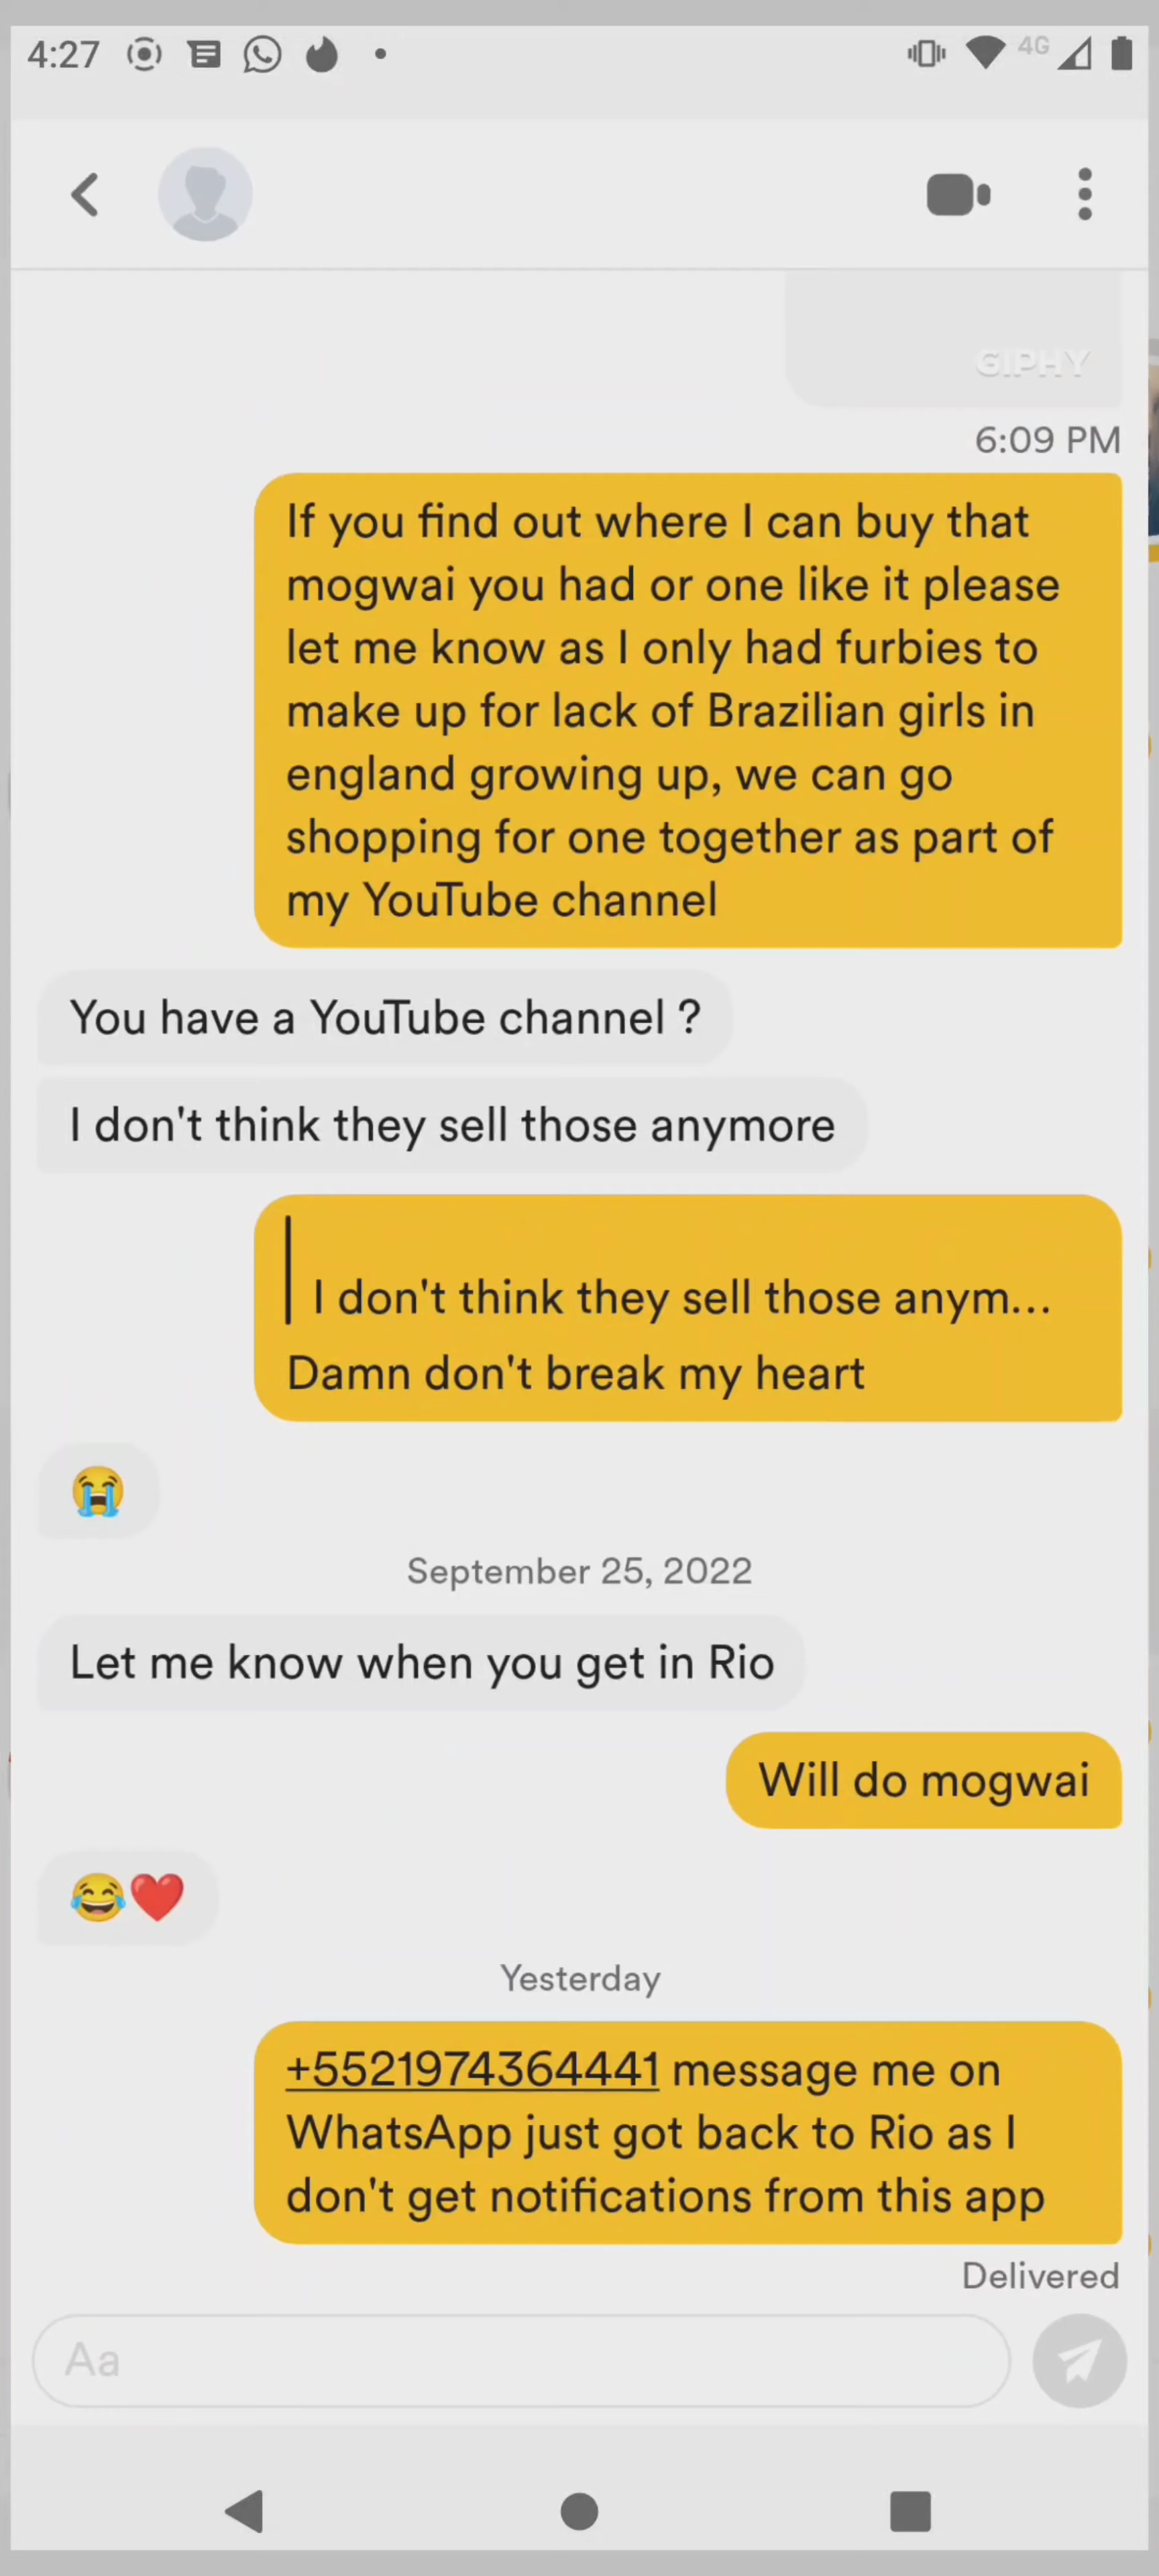 4:27
4G
GIPHY
6:09 PM
If you find out where I can buy that
mogwai you had or one like it please
let me know as I only had furbies to
make up for lack of Brazilian girls in
england growing up, we can go
shopping for one together as part of
my YouTube channel
You have a YouTube channel ?
I don't think they sell those anymore
I don't think they sell those anym...
Damn don't break my heart
😭
September 25, 2022
Let me know when you get in Rio
Will do mogwai
😂❤️
Yesterday
+5521974364441 message me on
WhatsApp just got back to Rio as I
don't get notifications from this app
Delivered
Aa